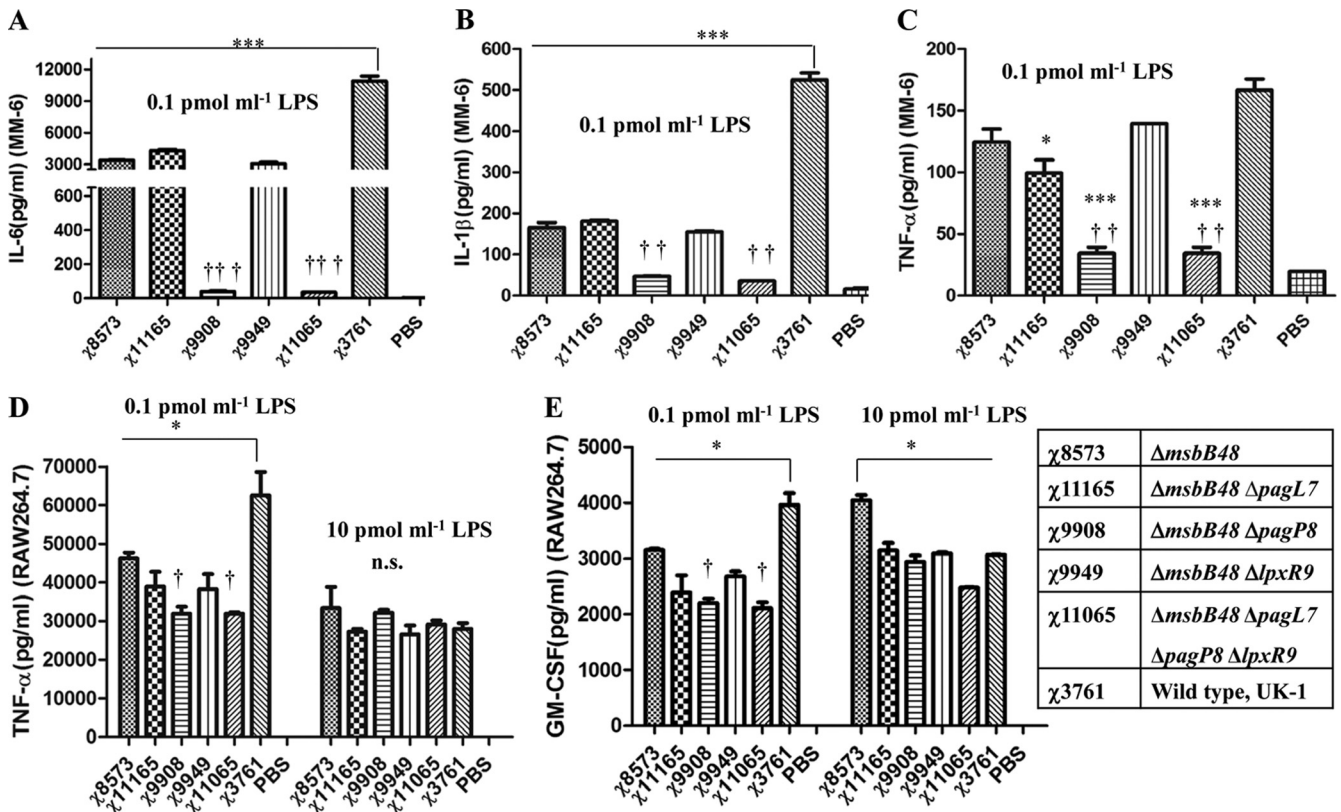 A
***
IL-6(pg/ml) (MM-6)
0.1 pmol ml-1 LPS
12000
9000
6000
3000
600
400
200
0
†† †
†† †
χ8573
χ11165
χ9908
χ9949
χ11065
χ3761
PBS
B
***
IL-1β(pg/ml) (MM-6)
0.1 pmol ml-1 LPS
600
500
400
300
200
100
0
† †
† †
χ8573
χ11165
χ9908
χ9949
χ11065
χ3761
PBS
C
TNF-α(pg/ml) (MM-6)
0.1 pmol ml-1 LPS
200
150
100
50
0
*
***
† †
***
† †
χ8573
χ11165
χ9908
χ9949
χ11065
χ3761
PBS
D
0.1 pmol ml-1 LPS
*
TNF-α(pg/ml) (RAW264.7)
70000
60000
50000
40000
30000
20000
10000
0
†
†
10 pmol ml-1 LPS
n.s.
χ8573
χ11165
χ9908
χ9949
χ11065
χ3761
PBS
χ8573
χ11165
χ9908
χ9949
χ11065
χ3761
PBS
E
0.1 pmol ml-1 LPS
10 pmol ml-1 LPS
*
*
GM-CSF(pg/ml) (RAW264.7)
5000
4000
3000
2000
1000
0
†
†
χ8573
χ11165
χ9908
χ9949
χ11065
χ3761
PBS
χ8573
χ11165
χ9908
χ9949
χ11065
χ3761
PBS
χ8573 ΔmsbB48
χ11165 ΔmsbB48 ΔpagL7
χ9908 ΔmsbB48 ΔpagP8
χ9949 ΔmsbB48 ΔlpxR9
χ11065 ΔmsbB48 ΔpagL7
ΔpagP8 ΔlpxR9
χ3761 Wild type, UK-1